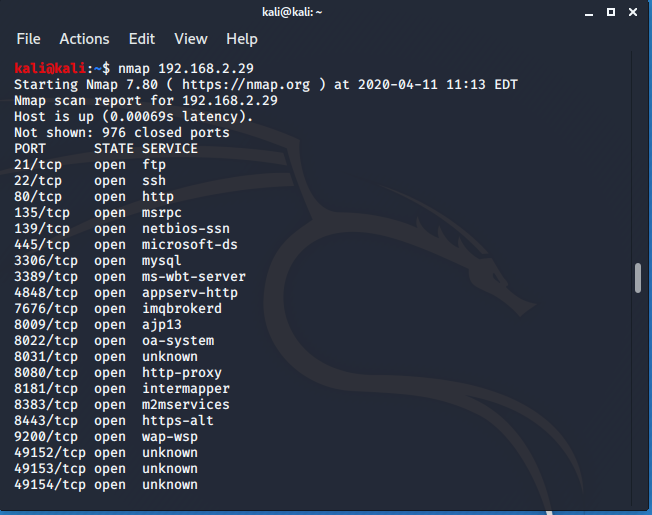 kali@kali: ~
File Actions Edit View Help
kali@kali:~$ nmap 192.168.2.29
Starting Nmap 7.80 ( https://nmap.org ) at 2020-04-11 11:13 EDT
Nmap scan report for 192.168.2.29
Host is up (0.00069s latency).
Not shown: 976 closed ports
PORT      STATE SERVICE
21/tcp    open  ftp
22/tcp    open  ssh
80/tcp    open  http
135/tcp   open  msrpc
139/tcp   open  netbios-ssn
445/tcp   open  microsoft-ds
3306/tcp  open  mysql
3389/tcp  open  ms-wbt-server
4848/tcp  open  appserv-http
7676/tcp  open  imqbrokerd
8009/tcp  open  ajp13
8022/tcp  open  oa-system
8031/tcp  open  unknown
8080/tcp  open  http-proxy
8181/tcp  open  intermapper
8383/tcp  open  m2mservices
8443/tcp  open  https-alt
9200/tcp  open  wap-wsp
49152/tcp open  unknown
49153/tcp open  unknown
49154/tcp open  unknown